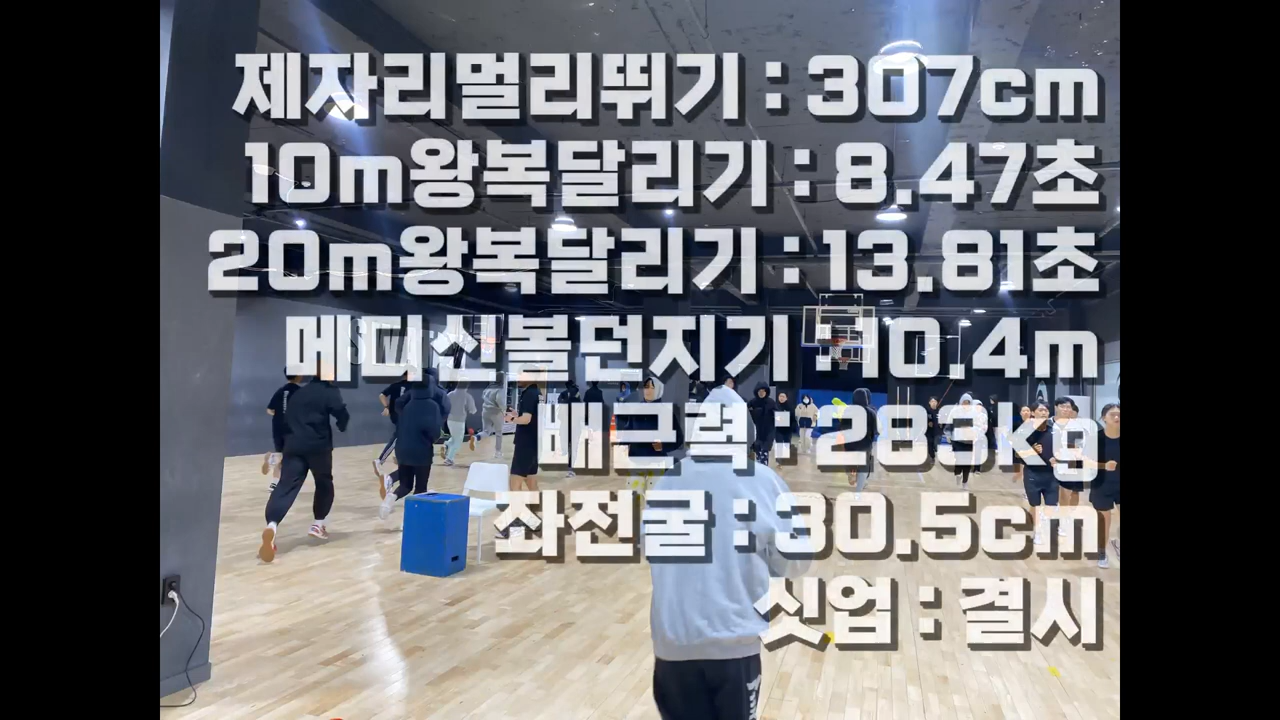 제자리멀리뛰기 : 307cm
10m왕복달리기 : 8.47초
20m왕복달리기 : 13.81초
메디신볼던지기 : 10.4m
배근력 : 283kg
좌전굴 : 30.5cm
싯업 : 결시